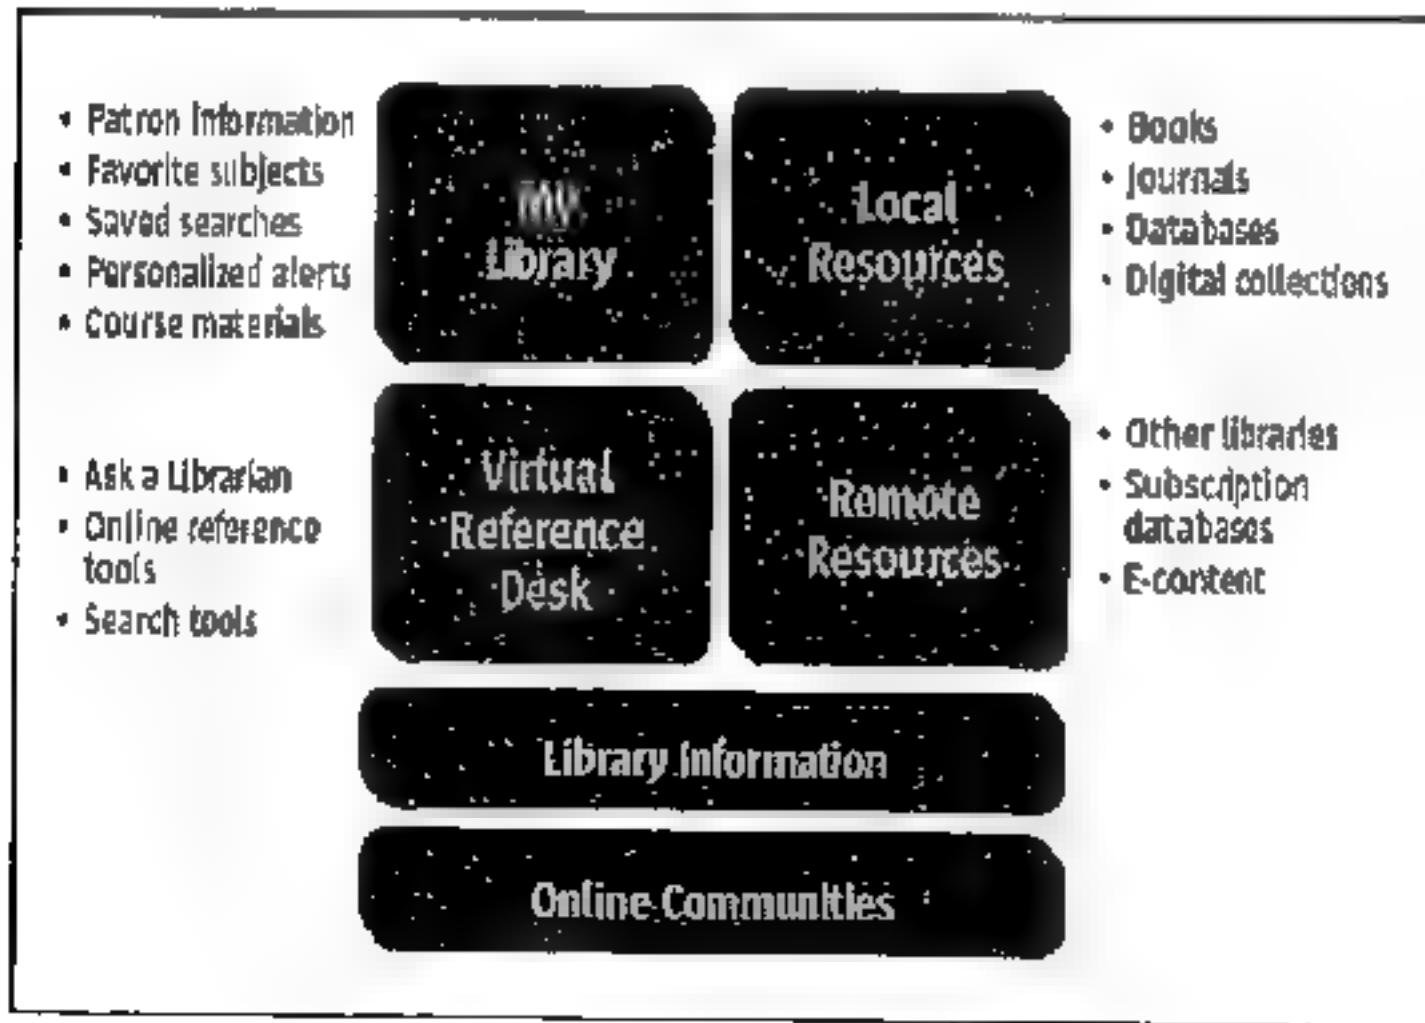 • Patron information
• Favorite subjects
• Saved searches
• Personalized alerts
• Course materials
My
Library
Local
Resources
• Books
• Journals
• Databases
• Digital collections
• Ask a Librarian
• Online reference
tools
• Search tools
Virtual
Reference
Desk
Remote
Resources
• Other libraries
• Subscription
databases
• E-content
Library Information
Online Communities